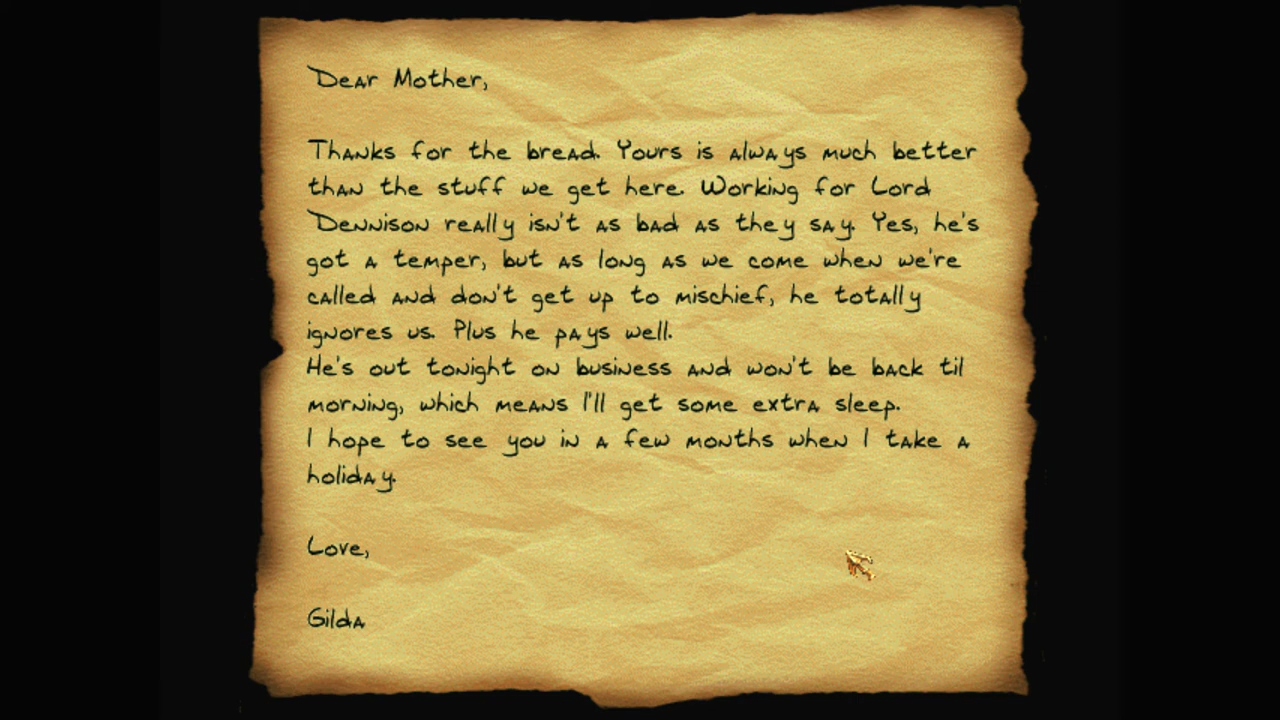 Dear Mother,
Thanks for the bread. Yours is always much better
than the stuff we get here. Working for Lord
Dennison really isn't as bad as they say. Yes, he's
got a temper, but as long as we come when we're
called and don't get up to mischief, he totally
ignores us. Plus he pays well.
He's out tonight on business and won't be back til
morning, which means I'll get some extra sleep.
I hope to see you in a few months when I take a
holiday.
Love,
Gilda